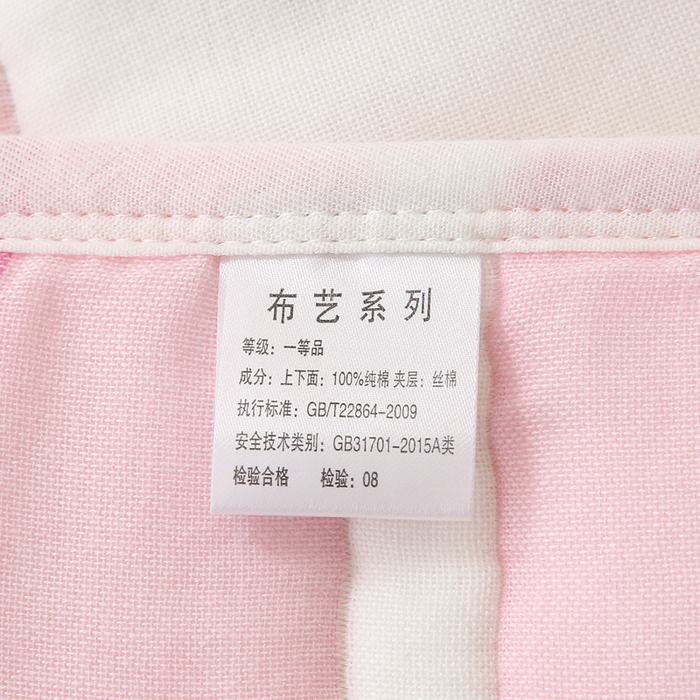 布艺系列
等级：一等品
成分：上下面：100%纯棉 夹层：丝棉
执行标准：GB/T22864-2009
安全技术类别：GB31701-2015A类
检验合格 检验：08